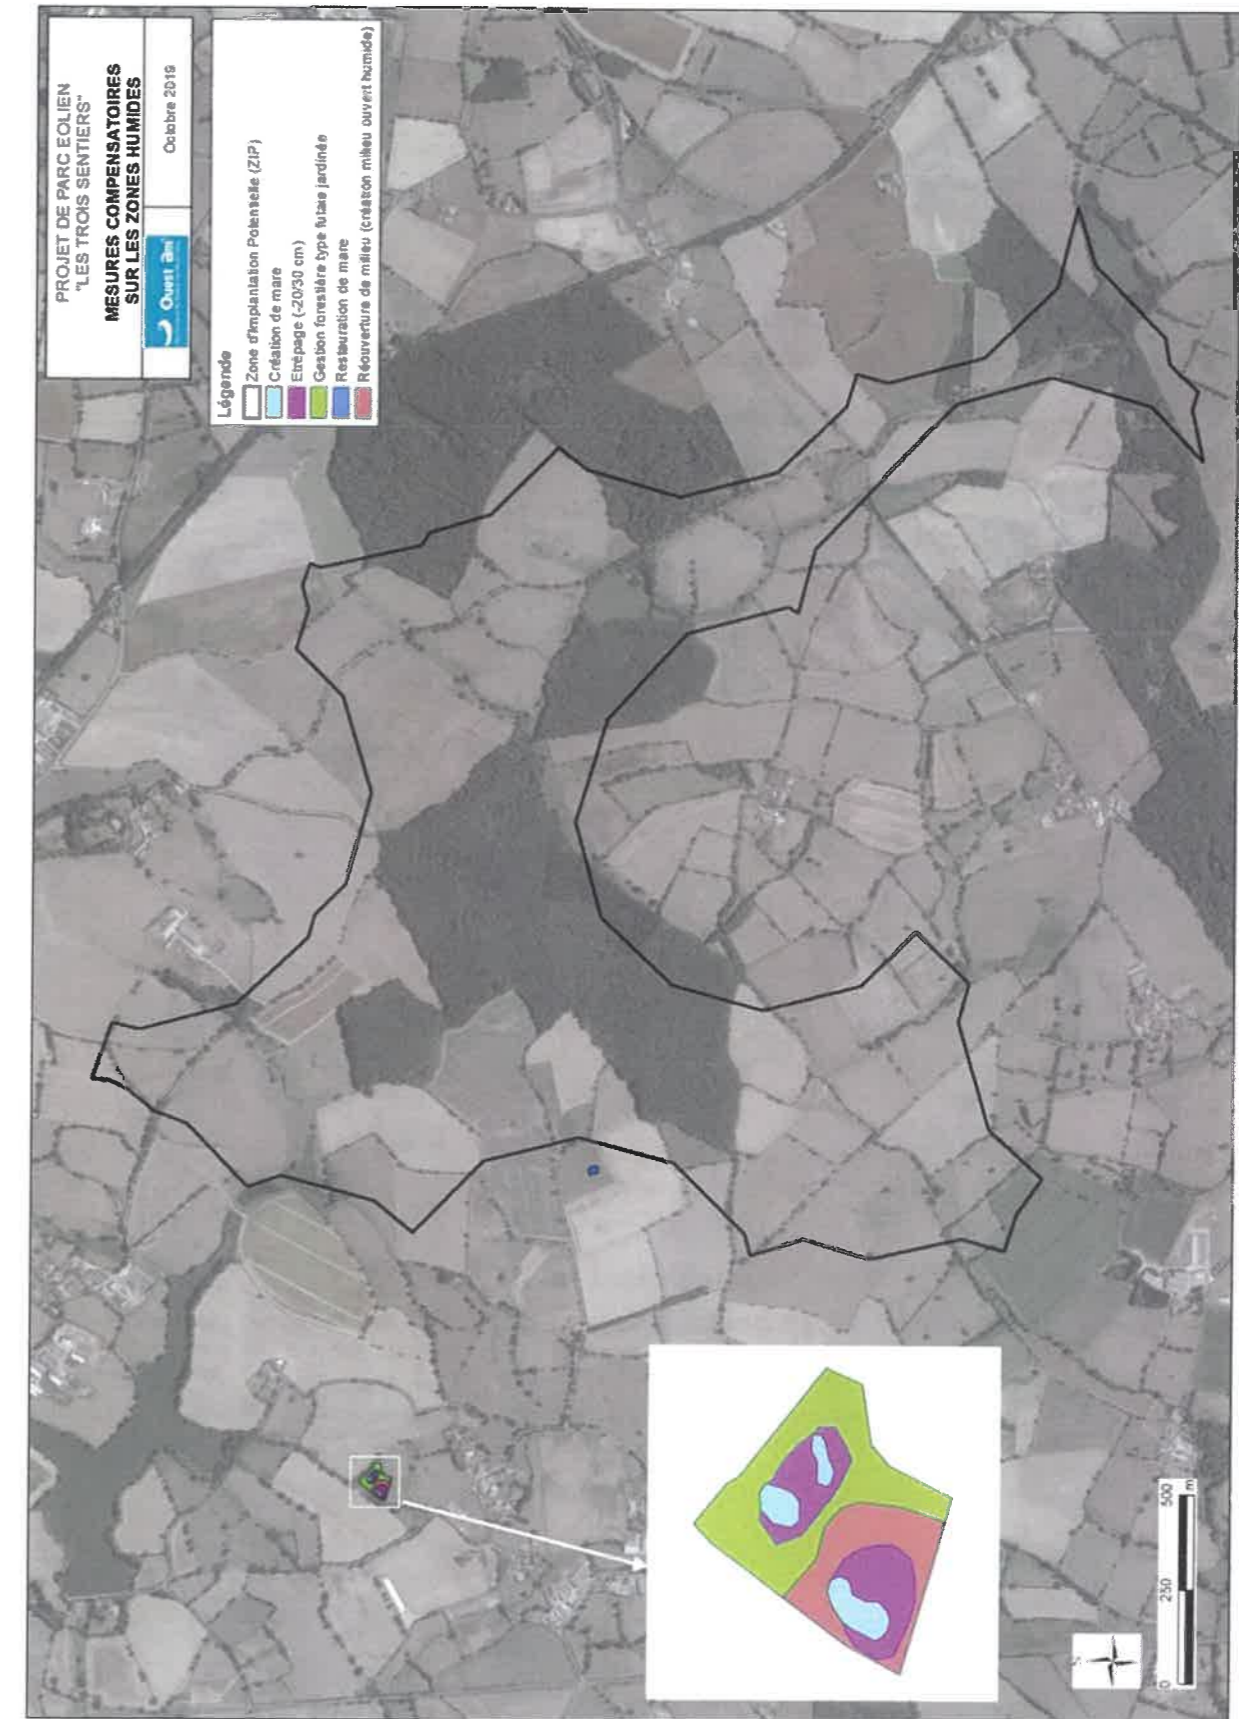 PROJET DE PARC EOLIEN
"LES TROIS SENTIERS"
MESURES COMPENSATOIRES
SUR LES ZONES HUMIDES
Ouest am'
Octobre 2019
Légende
Zone d'Implantation Potentielle (ZIP)
Création de mare
Etrépage (-20/30 cm)
Gestion forestière type futaie jardinée
Restauration de mare
Réouverture de milieu (création milieu ouvert humide)
0 250 500
m